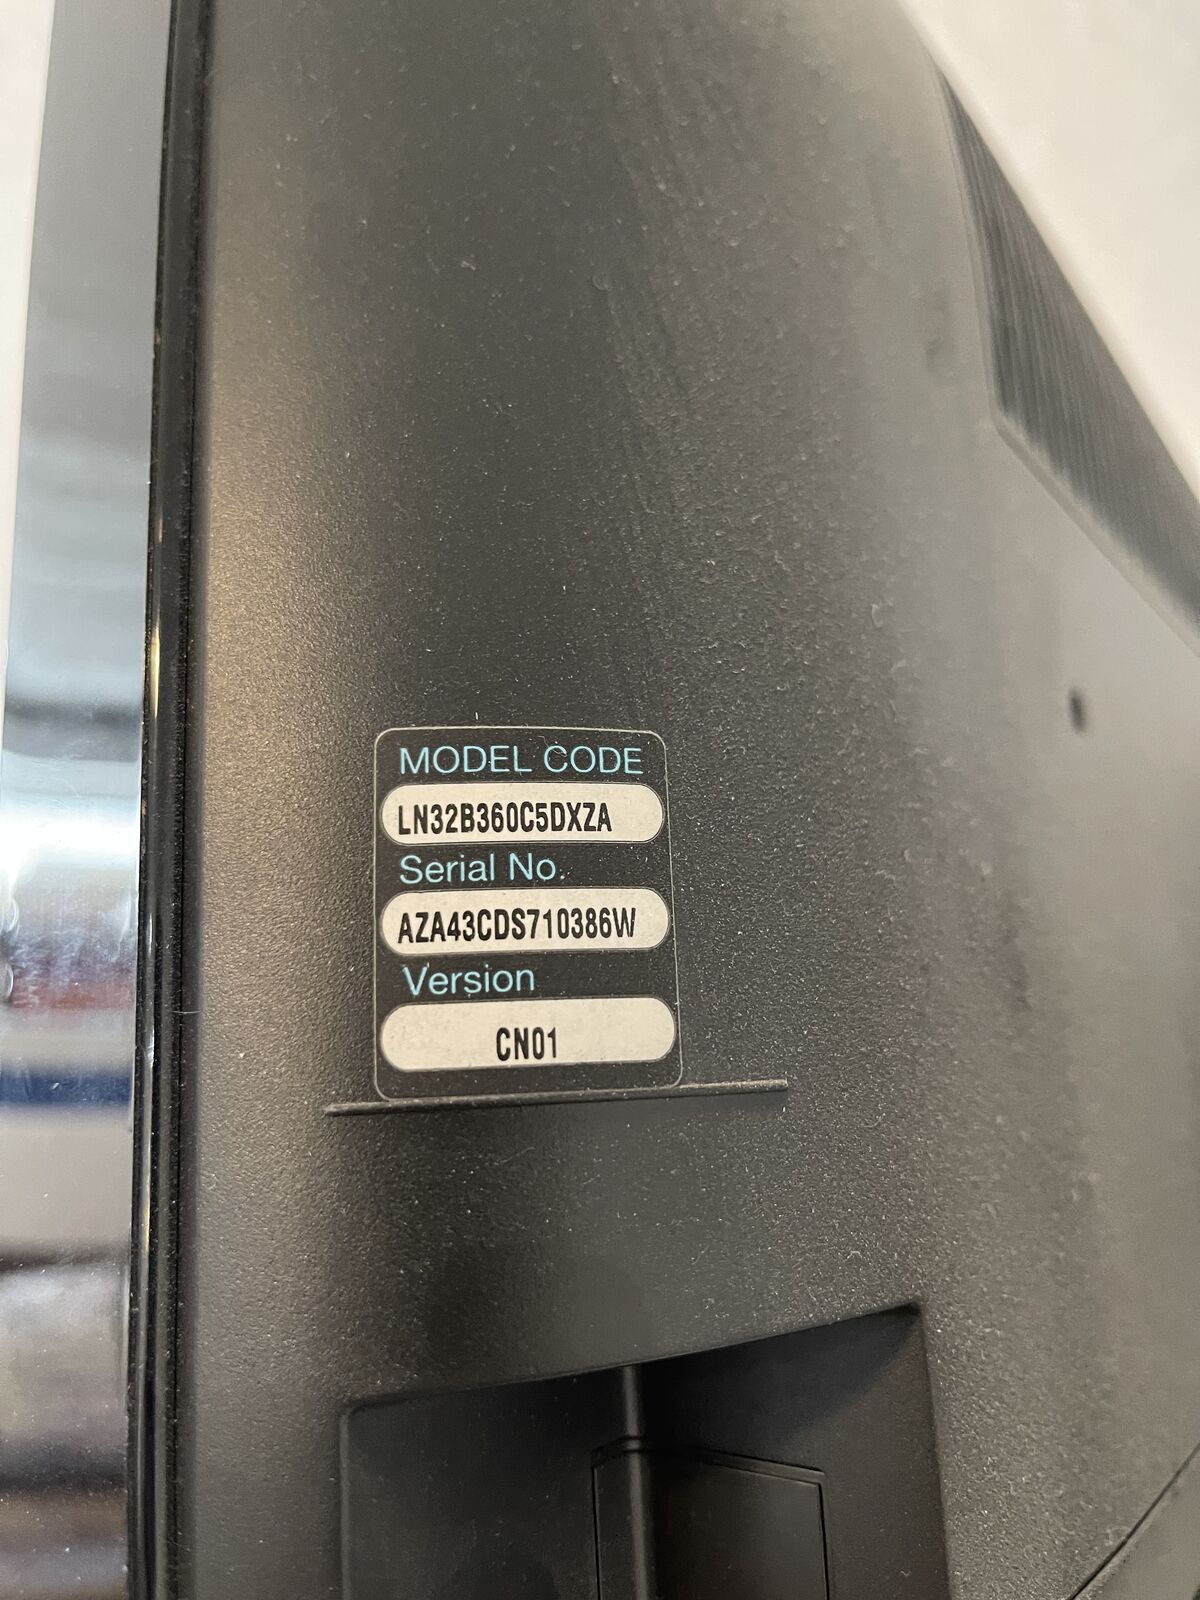 MODEL CODE
LN32B360C5DXZA
Serial No.
AZA43CDS710386W
Version
CN01